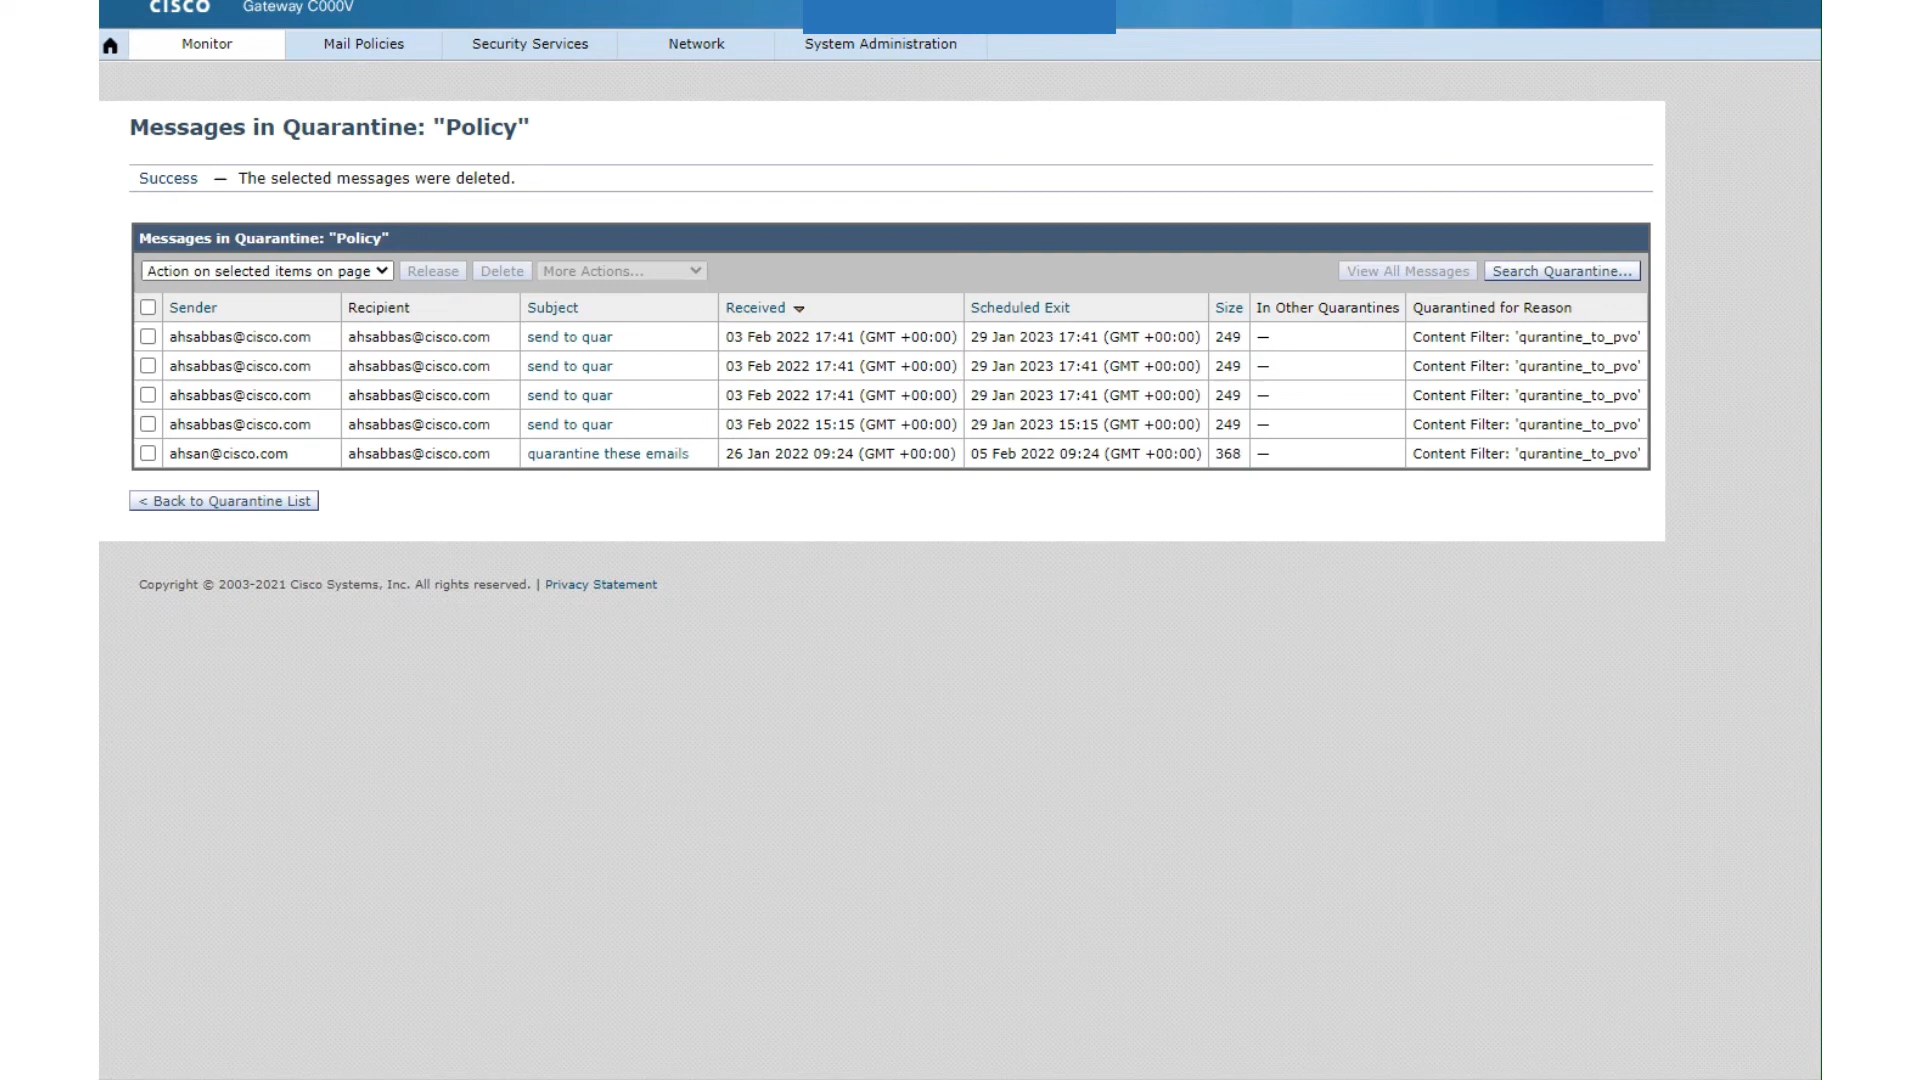 CISCO Gateway C000V
Monitor Mail Policies Security Services Network System Administration
Messages in Quarantine: "Policy"
Success — The selected messages were deleted.
Messages in Quarantine: "Policy"
Action on selected items on page Release Delete More Actions... View All Messages Search Quarantine...
Sender Recipient Subject Received Scheduled Exit Size In Other Quarantines Quarantined for Reason
ahsabbas@cisco.com ahsabbas@cisco.com send to quar 03 Feb 2022 17:41 (GMT +00:00) 29 Jan 2023 17:41 (GMT +00:00) 249 — Content Filter: 'qurantine_to_pvo'
ahsabbas@cisco.com ahsabbas@cisco.com send to quar 03 Feb 2022 17:41 (GMT +00:00) 29 Jan 2023 17:41 (GMT +00:00) 249 — Content Filter: 'qurantine_to_pvo'
ahsabbas@cisco.com ahsabbas@cisco.com send to quar 03 Feb 2022 17:41 (GMT +00:00) 29 Jan 2023 17:41 (GMT +00:00) 249 — Content Filter: 'qurantine_to_pvo'
ahsabbas@cisco.com ahsabbas@cisco.com send to quar 03 Feb 2022 15:15 (GMT +00:00) 29 Jan 2023 15:15 (GMT +00:00) 249 — Content Filter: 'qurantine_to_pvo'
ahsan@cisco.com ahsabbas@cisco.com quarantine these emails 26 Jan 2022 09:24 (GMT +00:00) 05 Feb 2022 09:24 (GMT +00:00) 368 — Content Filter: 'qurantine_to_pvo'
< Back to Quarantine List
Copyright © 2003-2021 Cisco Systems, Inc. All rights reserved. | Privacy Statement